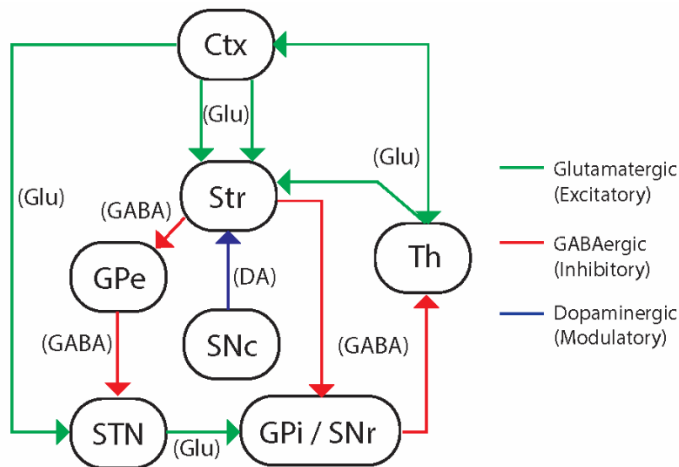 Ctx
(Glu)
(Glu)
(Glu)
Str
(GABA)
GPe
(DA)
Th
(GABA)
SNc
(GABA)
STN
(Glu)
GPi / SNr
Glutamatergic
(Excitatory)
GABAergic
(Inhibitory)
Dopaminergic
(Modulatory)